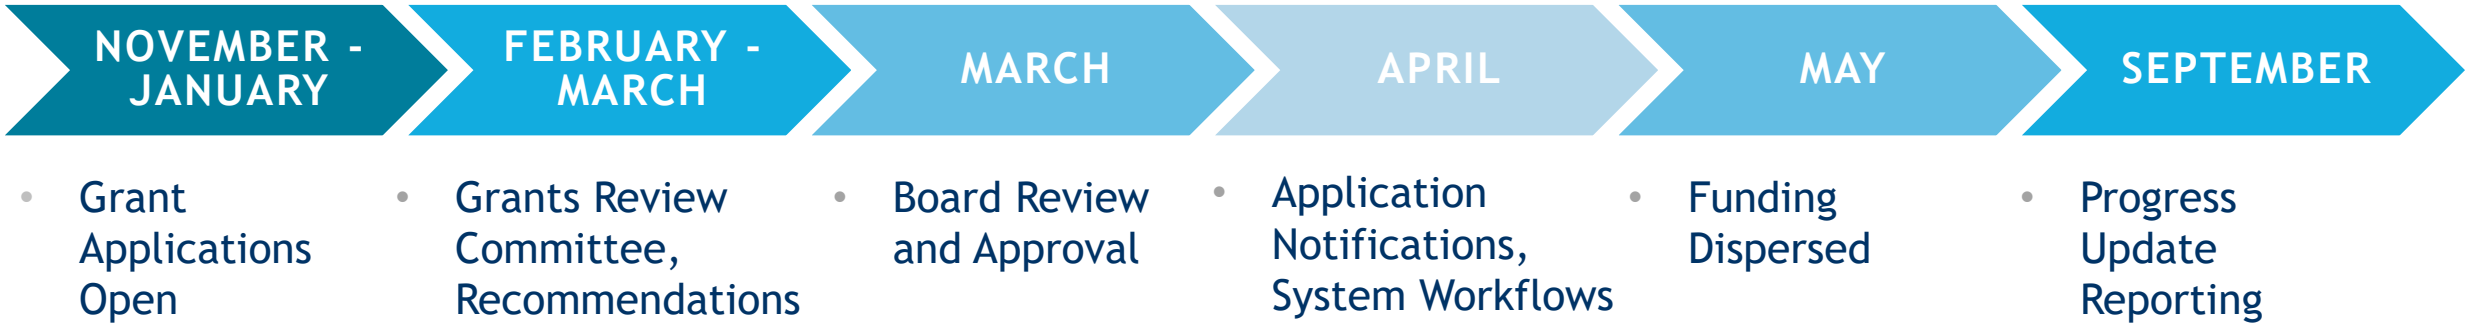 NOVEMBER -
JANUARY
FEBRUARY -
MARCH
MARCH
APRIL
MAY
SEPTEMBER
• Grant
Applications
Open
• Grants Review
Committee,
Recommendations
• Board Review
and Approval
• Application
Notifications,
System Workflows
• Funding
Dispersed
• Progress
Update
Reporting